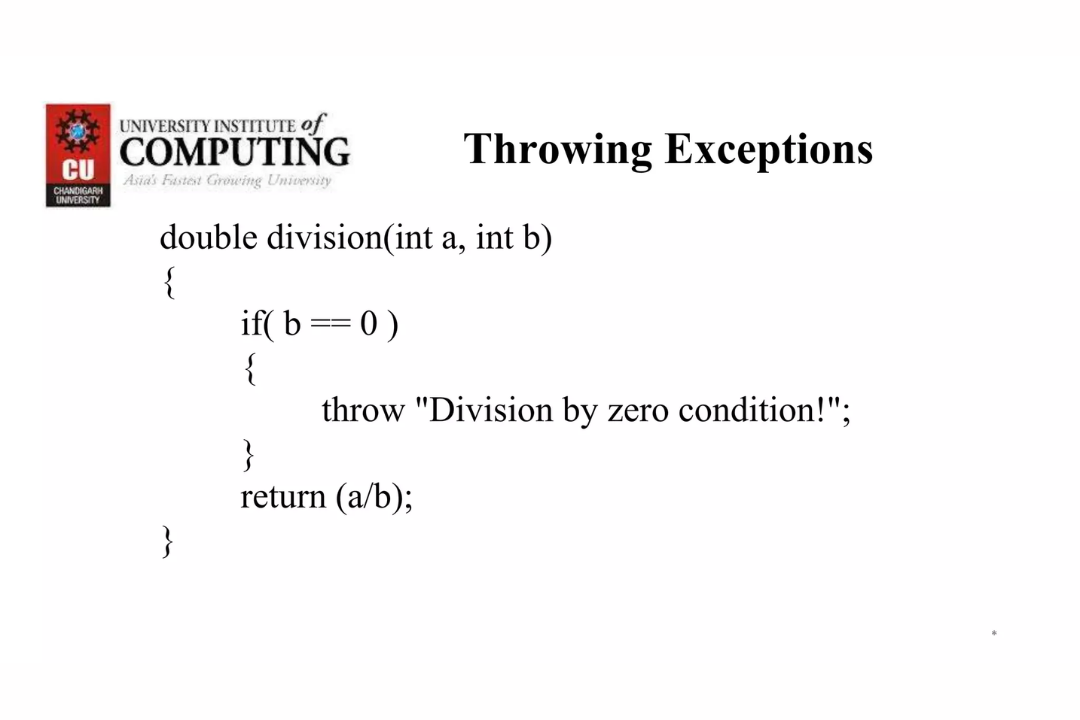 UNIVERSITY INSTITUTE of
COMPUTING
Asia's Fastest Growing University
CU
CHANDIGARH
UNIVERSITY
Throwing Exceptions
double division(int a, int b)
{
if( b == 0 )
{
throw "Division by zero condition!";
}
return (a/b);
}
*